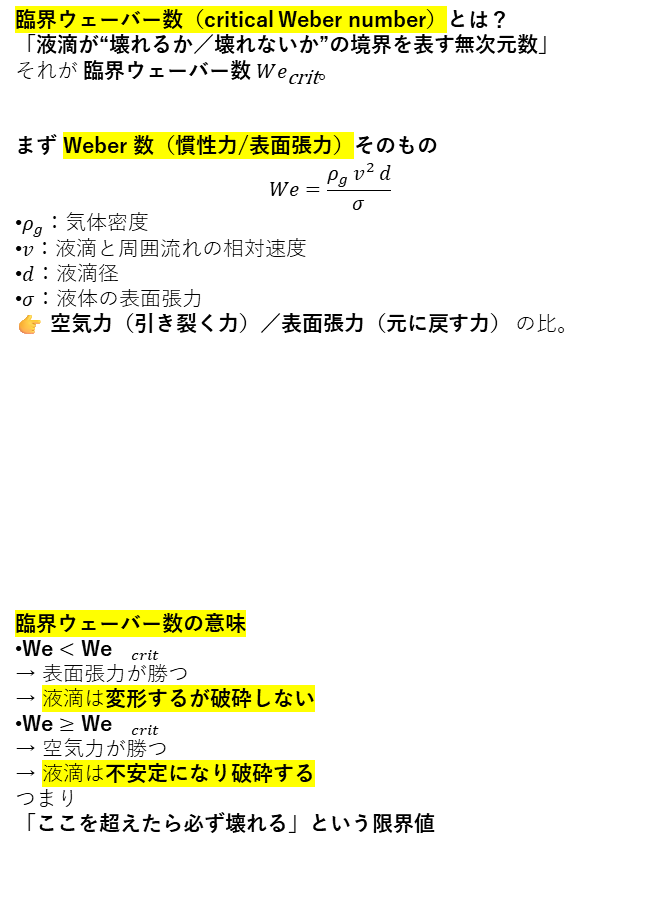 臨界ウェーバー数（critical Weber number）とは？
「液滴が“壊れるか／壊れないか”の境界を表す無次元数」
それが 臨界ウェーバー数 We_crit。
まず Weber 数（慣性力/表面張力）そのもの
We = ρ_g v² d / σ
•ρ_g：気体密度
•v：液滴と周囲流れの相対速度
•d：液滴径
•σ：液体の表面張力
👉 空気力（引き裂く力）／表面張力（元に戻す力） の比。
臨界ウェーバー数の意味
•We < We crit
→ 表面張力が勝つ
→ 液滴は変形するが破砕しない
•We ≥ We crit
→ 空気力が勝つ
→ 液滴は不安定になり破砕する
つまり
「ここを超えたら必ず壊れる」という限界値